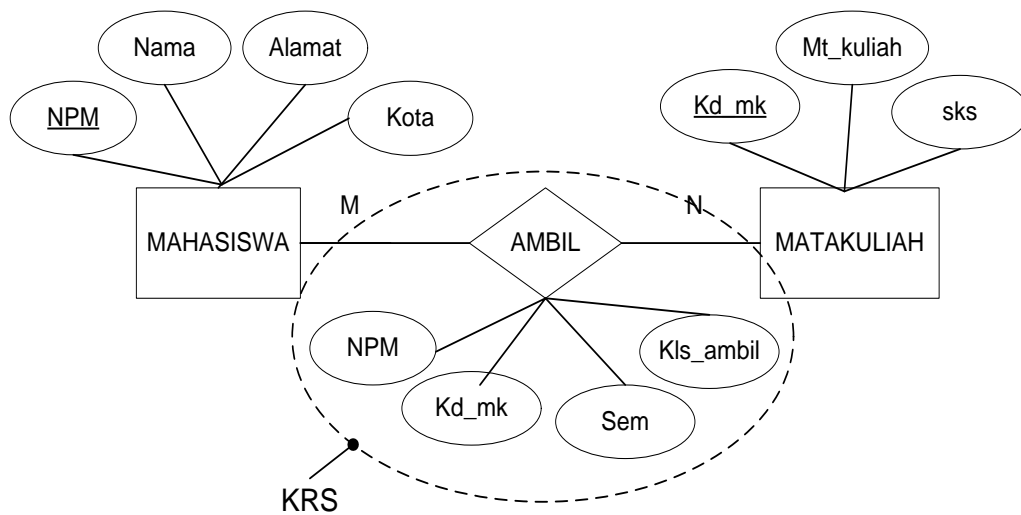 Nama
Alamat
Mt_kuliah
NPM
Kota
Kd_mk
sks
M
N
MAHASISWA
AMBIL
MATAKULIAH
NPM
Kls_ambil
Kd_mk
Sem
KRS